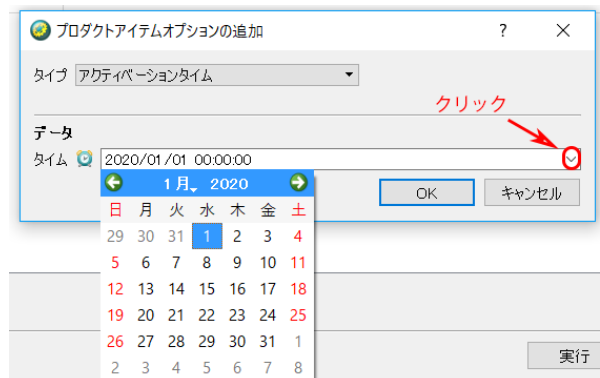 プロダクトアイテムオプションの追加 ? ×
タイプ アクティベーションタイム
クリック
データ
タイム 2020/01/01 00:00:00
1月, 2020
OK キャンセル
日 月 火 水 木 金 土
29 30 31 1 2 3 4
5 6 7 8 9 10 11
12 13 14 15 16 17 18
19 20 21 22 23 24 25
26 27 28 29 30 31 1
2 3 4 5 6 7 8
実行